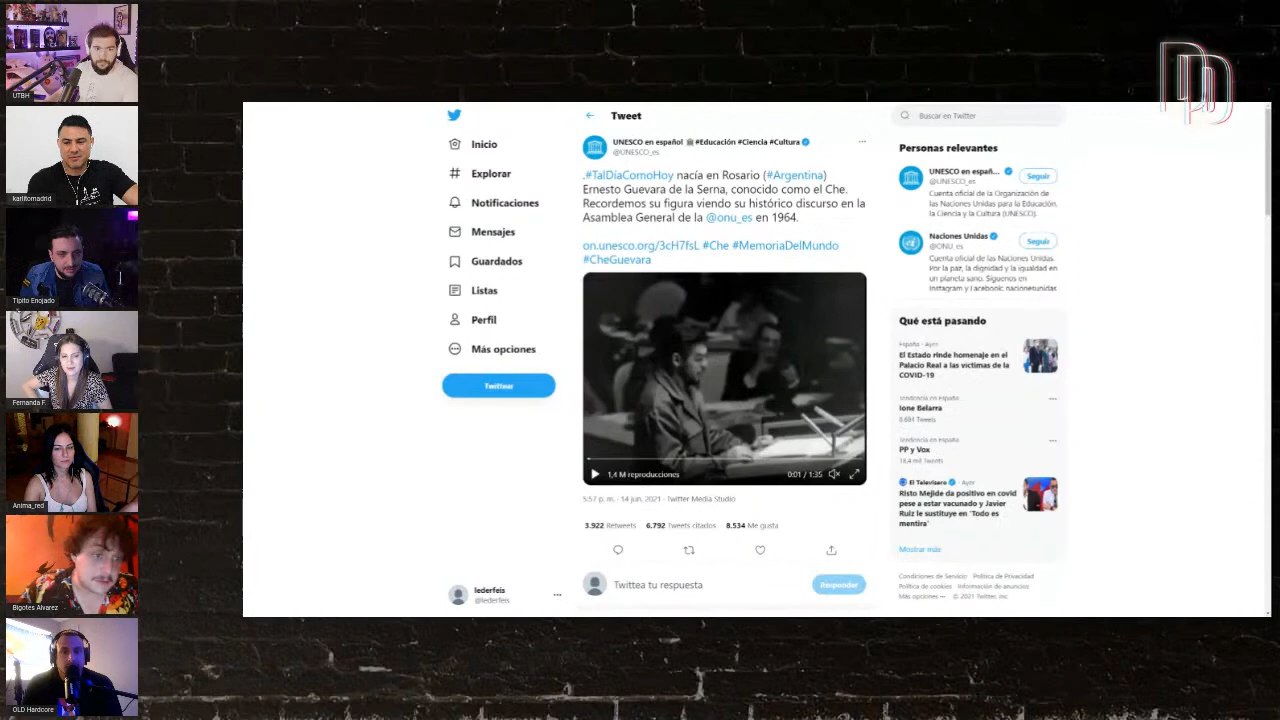 UTBH
karlitomadrid
Tipito Enojado
Fernanda F.
Anima_red
Bigotes Alvarez
OLD Hardcore
Inicio
Explorar
Notificaciones
Mensajes
Guardados
Listas
Perfil
Más opciones
Twittear
lederfeis
@lederfeis
Tweet
UNESCO en español 🏛️#Educación #Ciencia #Cultura
@UNESCO_es
.#TalDíaComoHoy nacía en Rosario (#Argentina)
Ernesto Guevara de la Serna, conocido como el Che.
Recordemos su figura viendo su histórico discurso en la
Asamblea General de la @onu_es en 1964.
on.unesco.org/3cH7fsL #Che #MemoriaDelMundo
#CheGuevara
1,4 M reproducciones
0:01 / 1:35
5:57 p. m. · 14 jun. 2021 · Twitter Media Studio
3.922 Retweets 6.792 Tweets citados 8.534 Me gusta
Twittea tu respuesta
Responder
Buscar en Twitter
Personas relevantes
UNESCO en españ...
@UNESCO_es
Seguir
Cuenta oficial de la Organización de
las Naciones Unidas para la Educación,
la Ciencia y la Cultura (UNESCO).
Naciones Unidas
@ONU_es
Seguir
Cuenta oficial de las Naciones Unidas.
Por la paz, la dignidad y la igualdad en
un planeta sano. Síguenos en
Instagram y Facebook: nacionesunidas
Qué está pasando
España · Ayer
El Estado rinde homenaje en el
Palacio Real a las víctimas de la
COVID-19
Tendencia en España
Ione Belarra
Tendencia en España
PP y Vox
18,4 mil Tweets
El Televisero · Ayer
Risto Mejide da positivo en covid
pese a estar vacunado y Javier
Ruiz le sustituye en 'Todo es
mentira'
Mostrar más
Condiciones de Servicio Política de Privacidad
Política de cookies Información de anuncios
Más opciones ··· © 2021 Twitter, Inc.